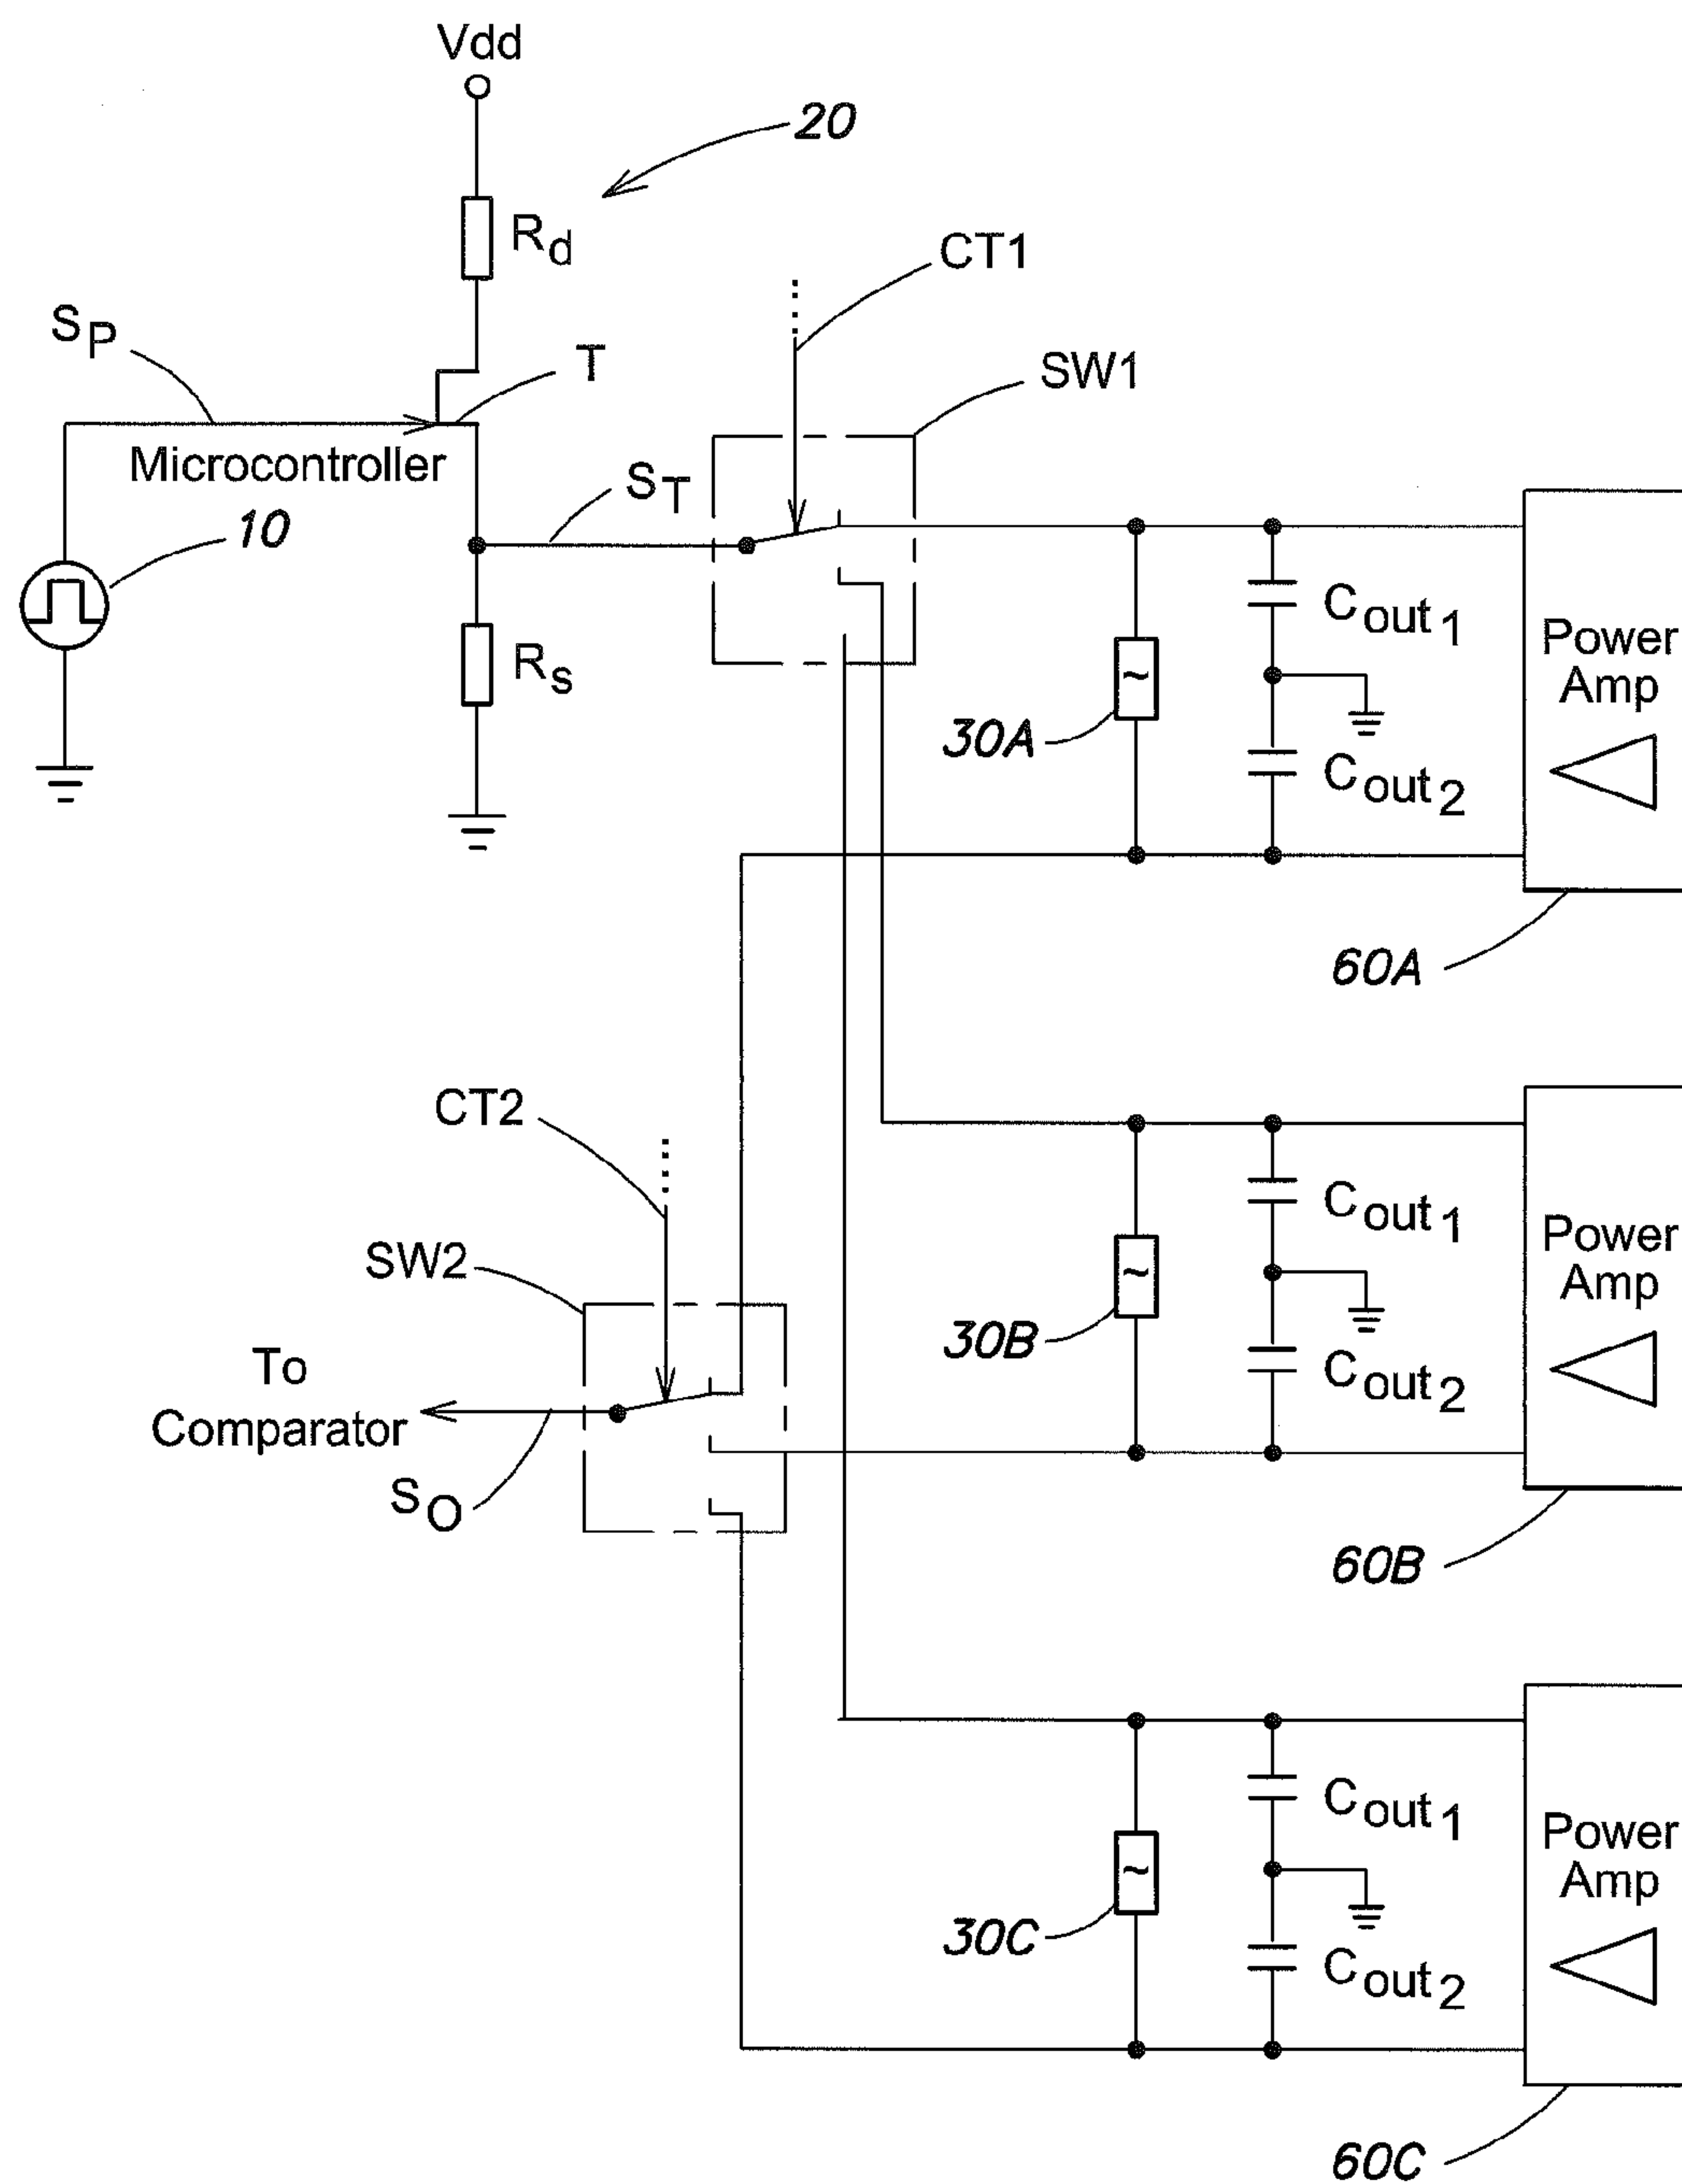 Vdd
20
Rd
CT1
SP
T
SW1
Microcontroller
ST
10
Cout1
Power
Amp
Rs
30A
Cout2
60A
CT2
Cout1
Power
Amp
SW2
30B
To
Comparator
Cout2
SO
60B
Cout1
Power
Amp
30C
Cout2
60C